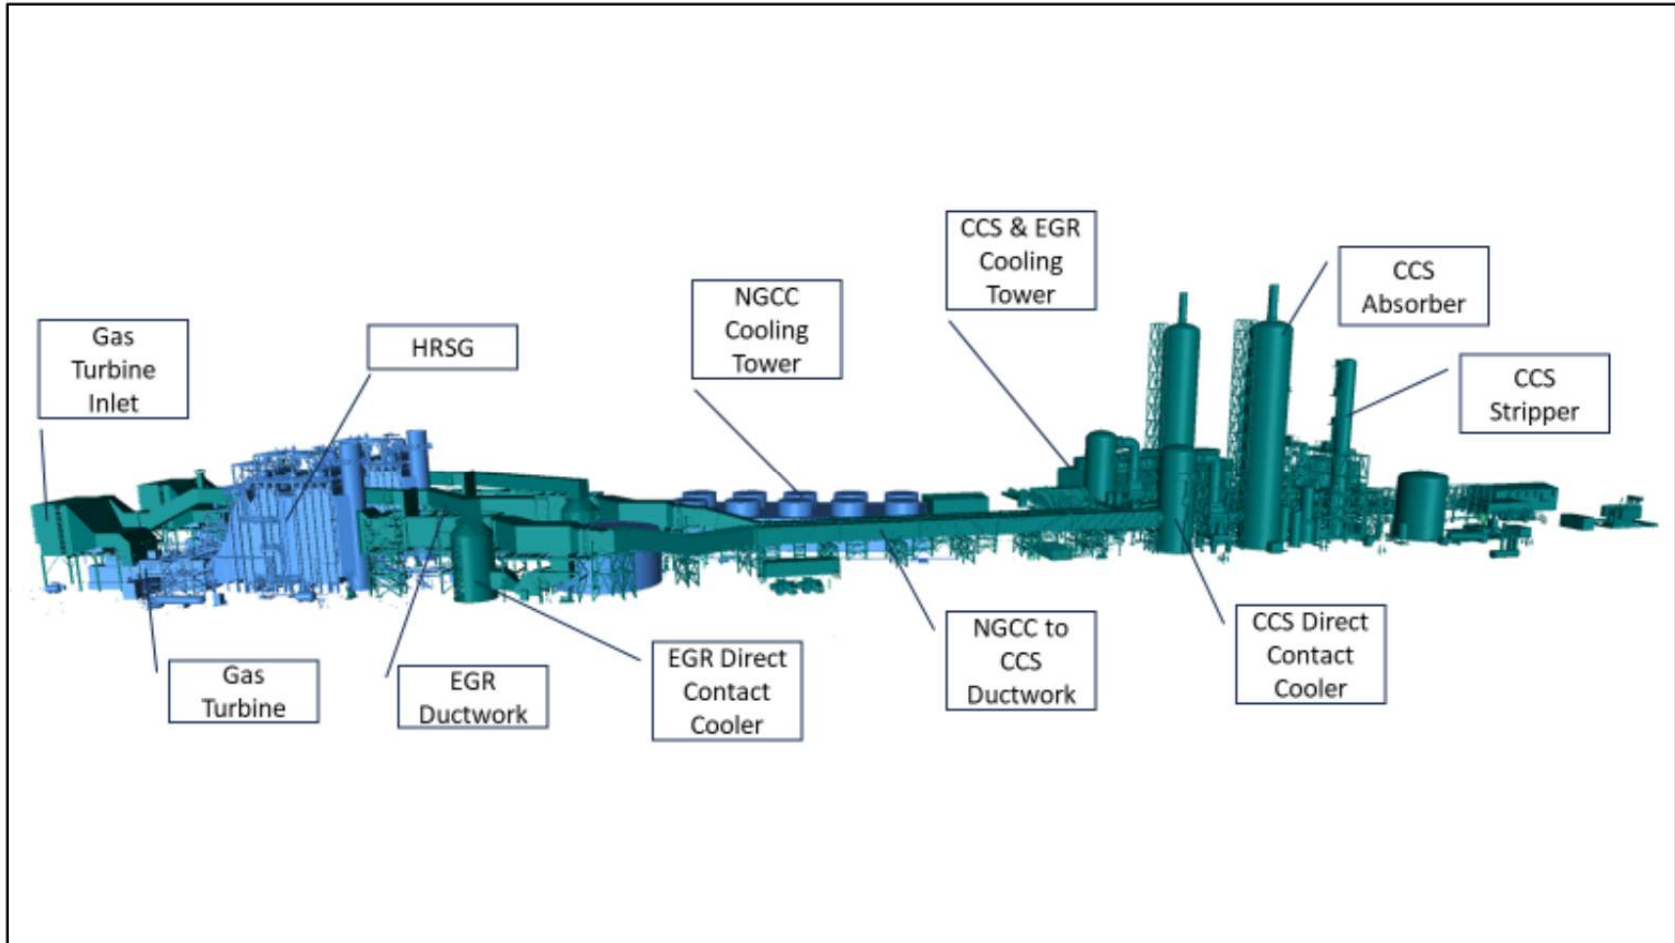 CCS & EGR
Cooling
Tower
CCS
Absorber
NGCC
Cooling
Tower
Gas
Turbine
Inlet
HRSG
CCS
Stripper
NGCC to
CCS
Ductwork
CCS Direct
Contact
Cooler
EGR Direct
Contact
Cooler
Gas
Turbine
EGR
Ductwork